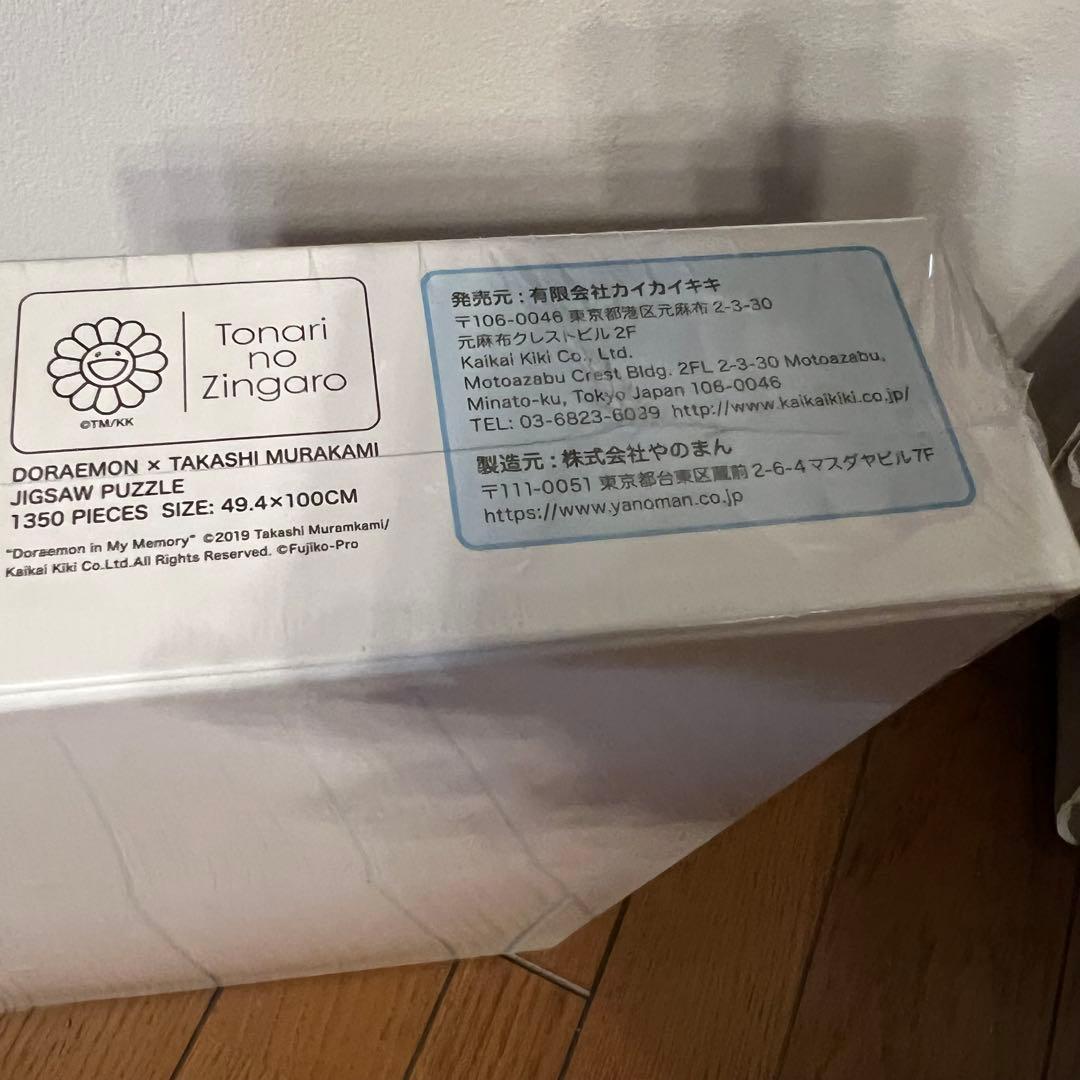 Tonari
no
Zingaro
©TM/KK
DORAEMON × TAKASHI MURAKAMI
JIGSAW PUZZLE
1350 PIECES SIZE: 49.4×100CM
"Doraemon in My Memory" ©2019 Takashi Muramkami/
Kaikai Kiki Co.Ltd.All Rights Reserved. ©Fujiko-Pro
発売元：有限会社カイカイキキ
〒106-0046 東京都港区元麻布 2-3-30
元麻布クレストビル 2F
Kaikai Kiki Co., Ltd.
Motoazabu Crest Bldg. 2FL 2-3-30 Motoazabu,
Minato-ku, Tokyo Japan 106-0046
TEL: 03-6823-6039 http://www.kaikaikiki.co.jp/
製造元：株式会社やのまん
〒111-0051 東京都台東区蔵前 2-6-4 マスダヤビル7F
https://www.yanoman.co.jp